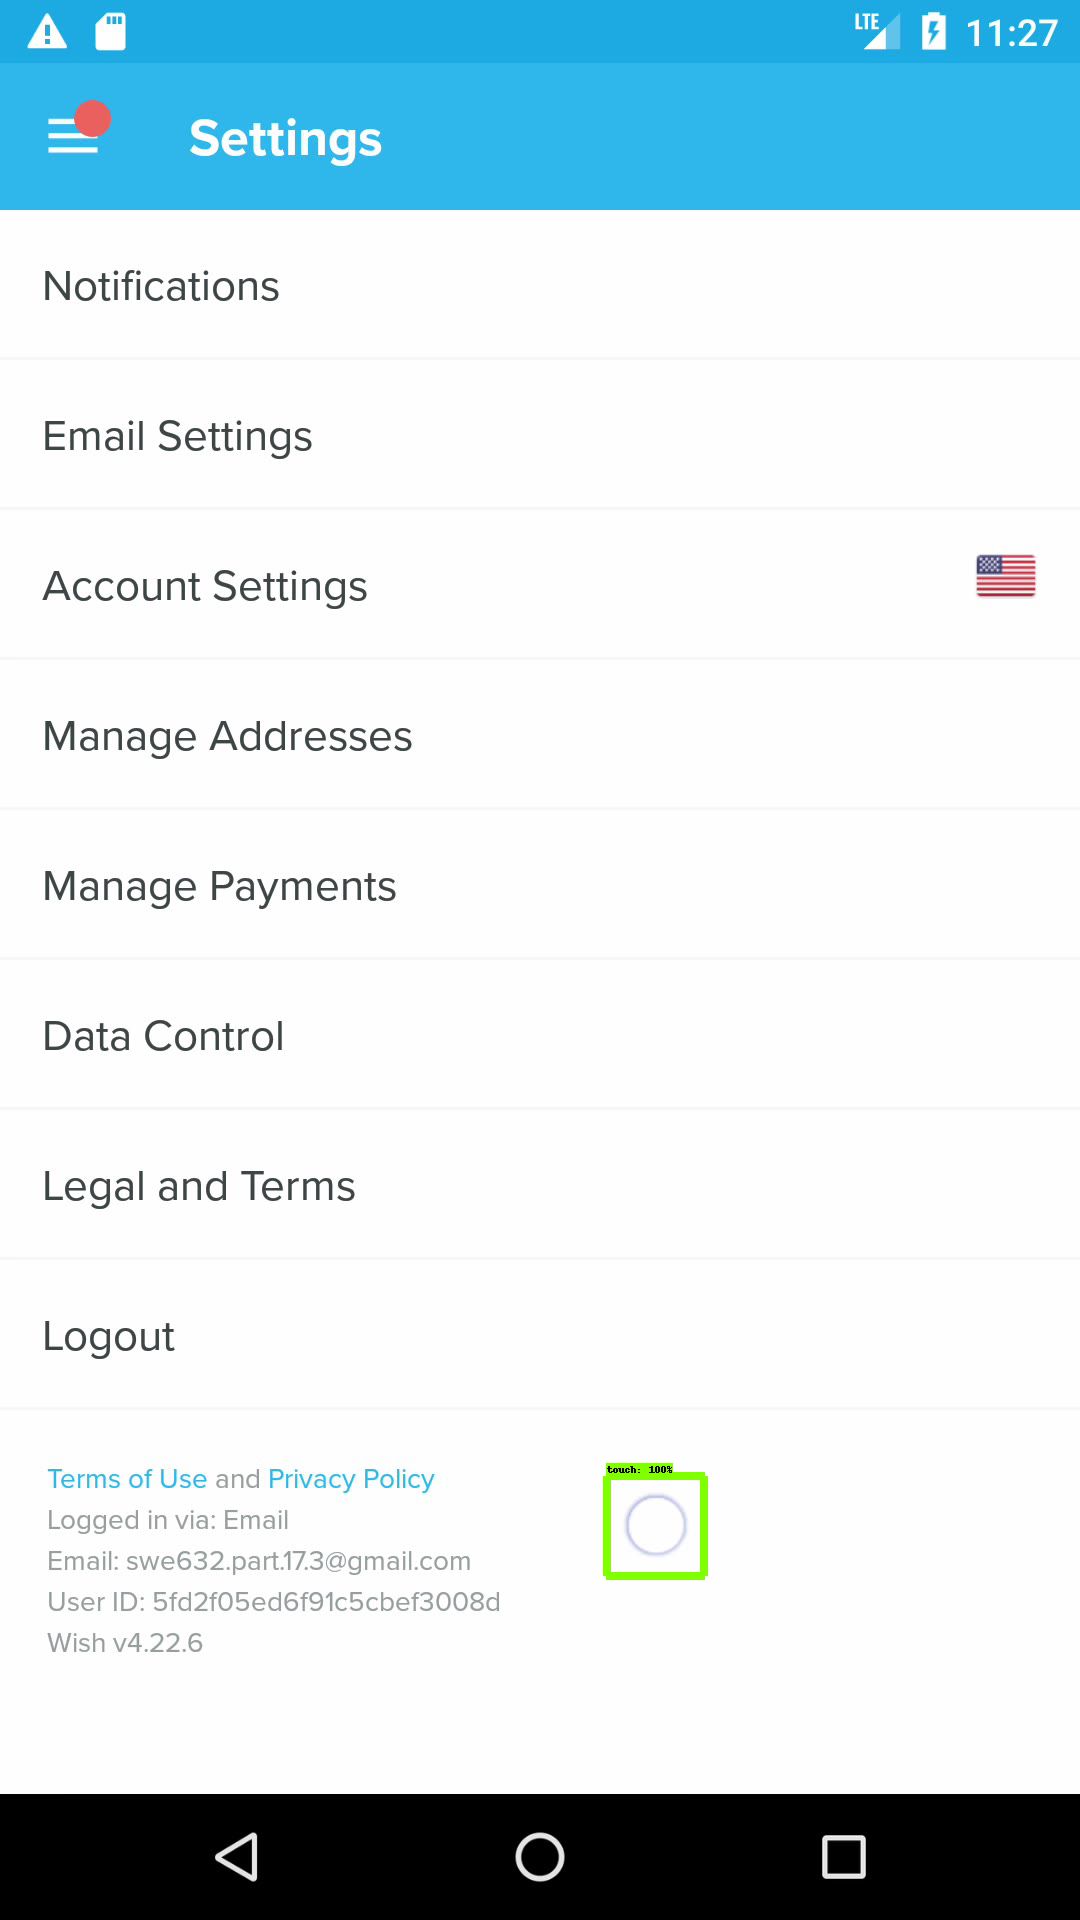 LTE 11:27
Settings
Notifications
Email Settings
Account Settings
Manage Addresses
Manage Payments
Data Control
Legal and Terms
Logout
Terms of Use and Privacy Policy
touch: 100%
Logged in via: Email
Email: swe632.part.17.3@gmail.com
User ID: 5fd2f05ed6f91c5cbef3008d
Wish v4.22.6